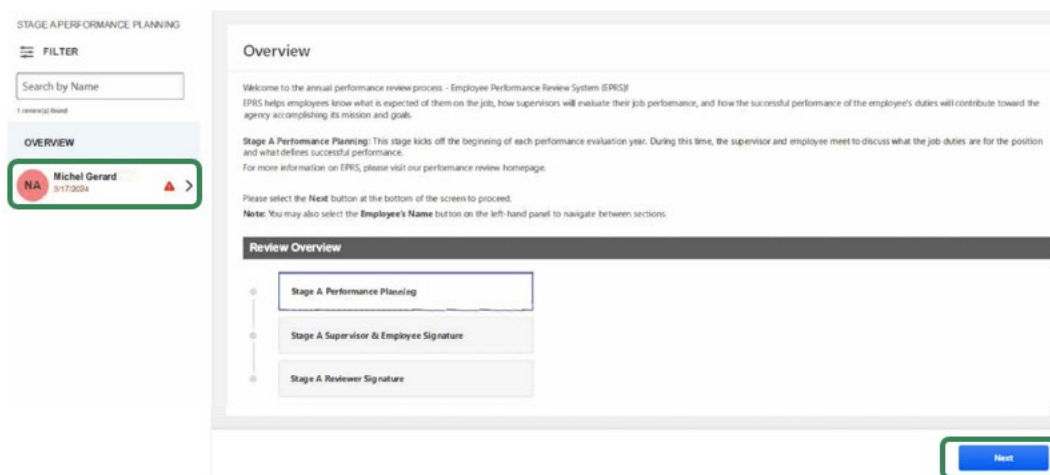 STAGE A PERFORMANCE PLANNING
FILTER
Search by Name
1 review(s) found
OVERVIEW
NA
Michel Gerard
3/17/2024
Overview
Welcome to the annual performance review process - Employee Performance Review System (EPRS)!
EPRS helps employees know what is expected of them on the job, how supervisors will evaluate their job performance, and how the successful performance of the employee's duties will contribute toward the
agency accomplishing its mission and goals.
Stage A Performance Planning: This stage kicks off the beginning of each performance evaluation year. During this time, the supervisor and employee meet to discuss what the job duties are for the position
and what defines successful performance.
For more information on EPRS, please visit our performance review homepage.
Please select the Next button at the bottom of the screen to proceed.
Note: You may also select the Employee's Name button on the left-hand panel to navigate between sections.
Review Overview
Stage A Performance Planning
Stage A Supervisor & Employee Signature
Stage A Reviewer Signature
Next